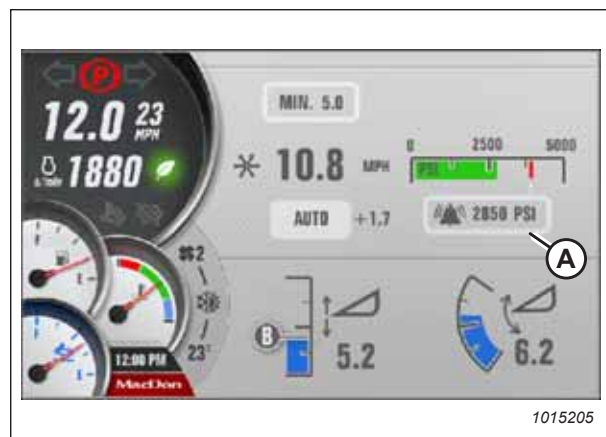 P
12.0 23 MPH
1880
MIN. 5.0
10.8 MPH
AUTO +1.7
0 2500 5000
PSI
2850 PSI
A
F
E
F
E
2
23°
12:00 PM
MacDon
B
5.2
6.2
1015205